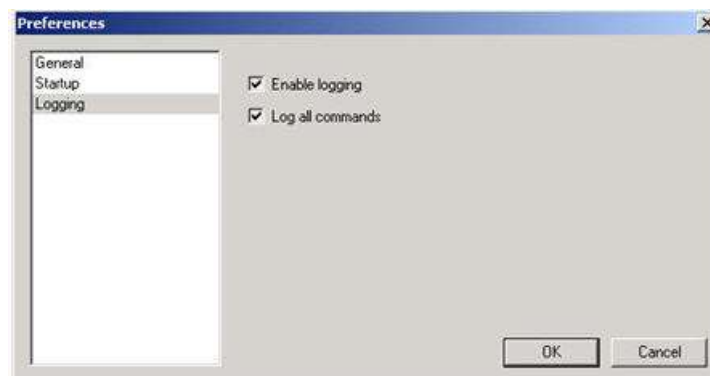 Preferences
General
Startup
Logging
Enable logging
Log all commands
OK
Cancel